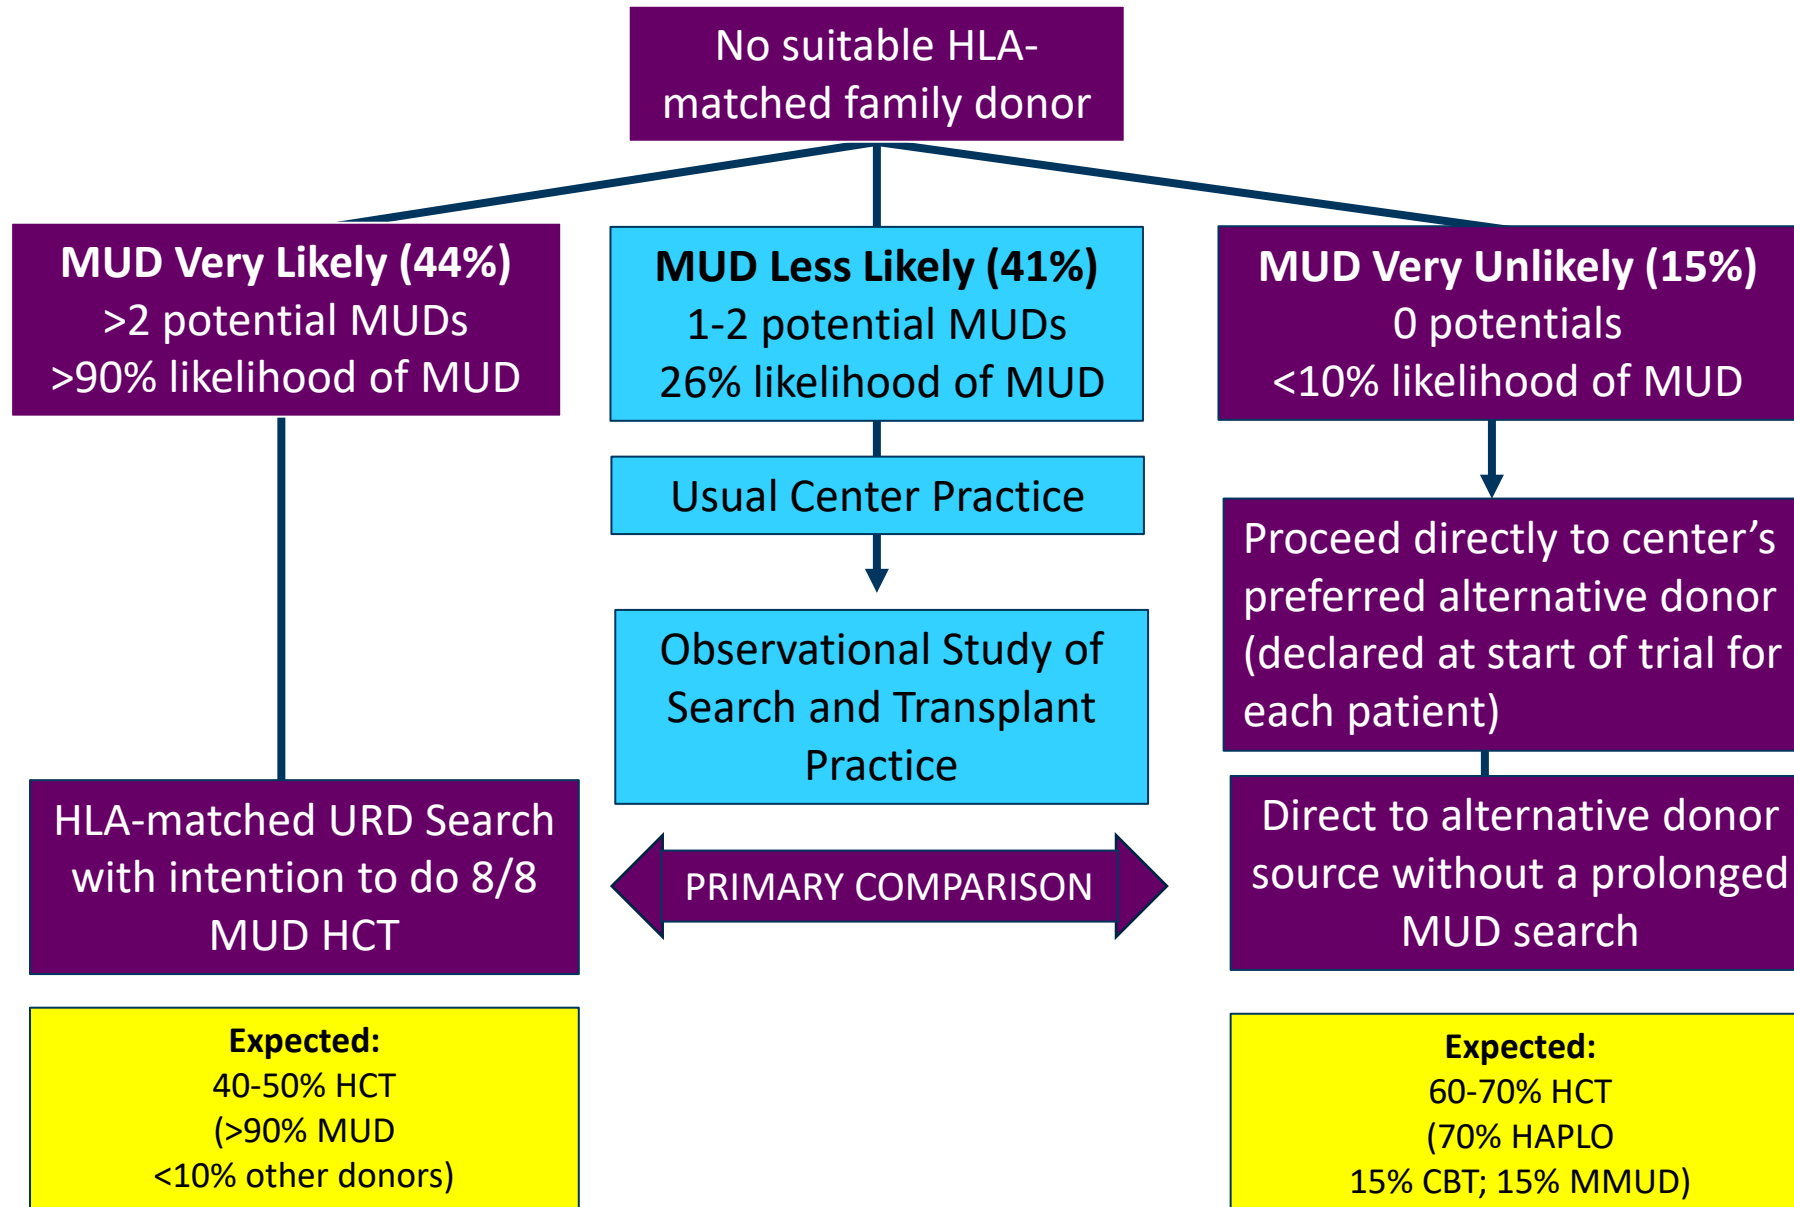 No suitable HLA-
matched family donor
MUD Very Likely (44%)
>2 potential MUDs
>90% likelihood of MUD
MUD Less Likely (41%)
1-2 potential MUDs
26% likelihood of MUD
MUD Very Unlikely (15%)
0 potentials
<10% likelihood of MUD
Usual Center Practice
Observational Study of
Search and Transplant
Practice
Proceed directly to center’s
preferred alternative donor
(declared at start of trial for
each patient)
HLA-matched URD Search
with intention to do 8/8
MUD HCT
PRIMARY COMPARISON
Direct to alternative donor
source without a prolonged
MUD search
Expected:
40-50% HCT
(>90% MUD
<10% other donors)
Expected:
60-70% HCT
(70% HAPLO
15% CBT; 15% MMUD)